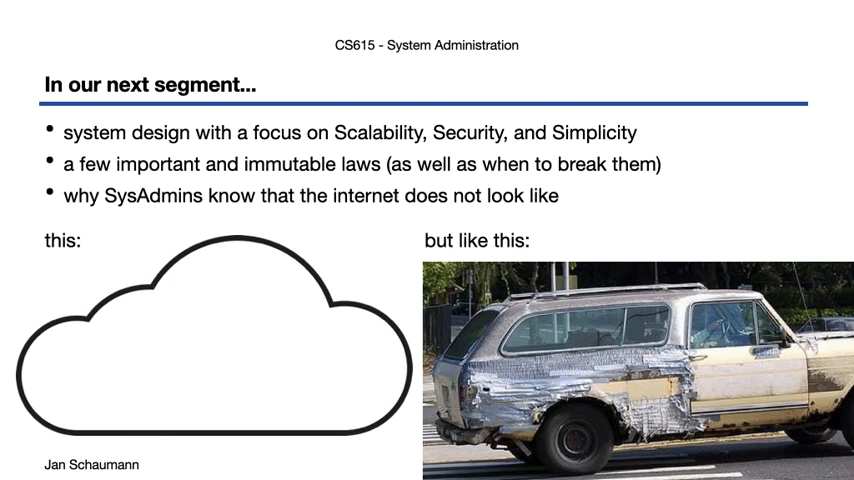 CS615 - System Administration
In our next segment...
• system design with a focus on Scalability, Security, and Simplicity
• a few important and immutable laws (as well as when to break them)
• why SysAdmins know that the internet does not look like
this:
but like this:
Jan Schaumann